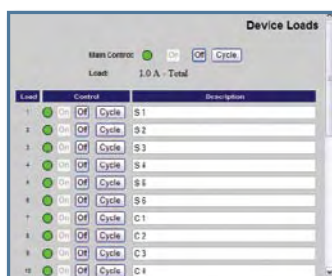 Device Loads
Main Control: On Off Cycle
Load: 1.0 A - Total
Load Control Description
1 On Off Cycle S 1
2 On Off Cycle S 2
3 On Off Cycle S 3
4 On Off Cycle S 4
5 On Off Cycle S 5
6 On Off Cycle S 6
7 On Off Cycle C 1
8 On Off Cycle C 2
9 On Off Cycle C 3
10 On Off Cycle C 4